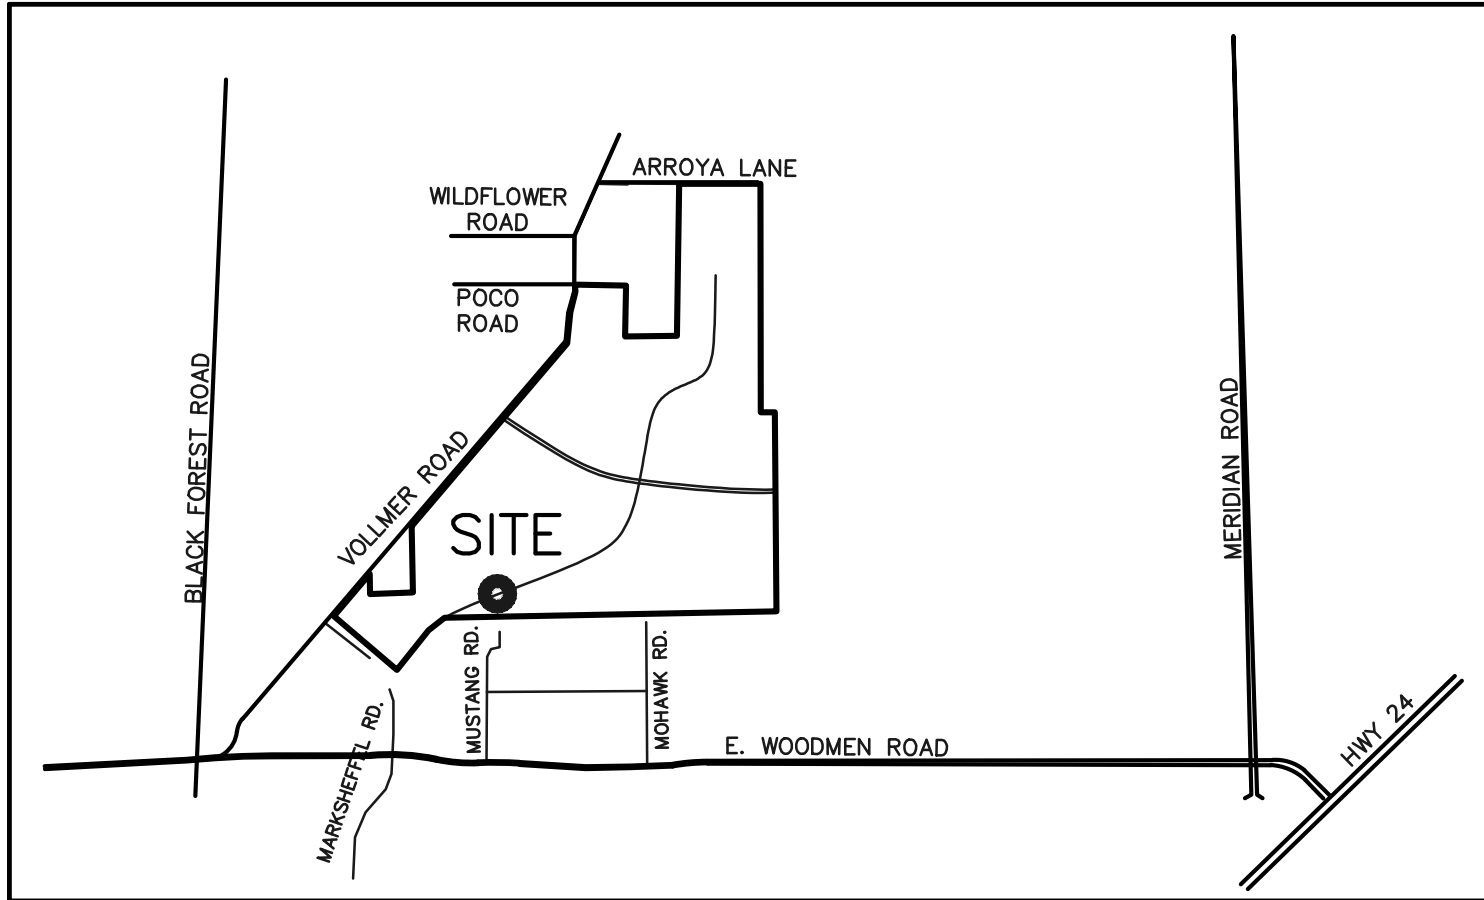 ARROYA LANE
WILDFLOWER
ROAD
POCO
ROAD
BLACK FOREST ROAD
VOLLMER ROAD
MERIDIAN ROAD
SITE
MUSTANG RD.
MOHAWK RD.
MARKSHEFFEL RD.
E. WOODMEN ROAD
HWY 24